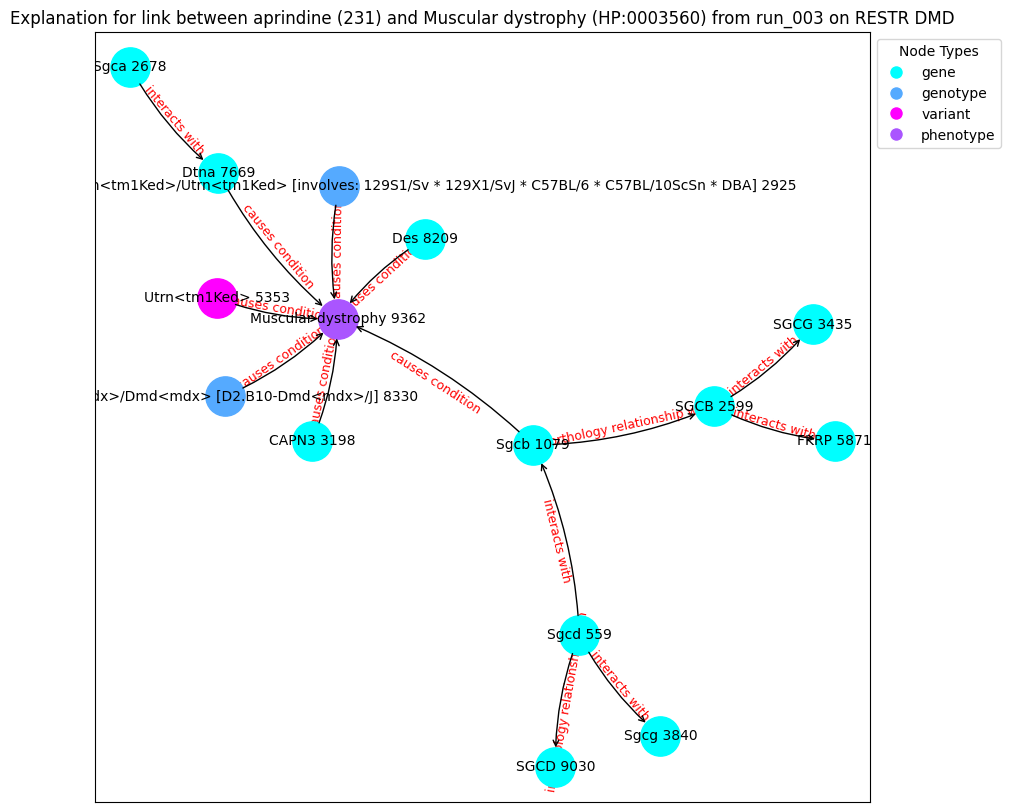 Explanation for link between aprindine (231) and Muscular dystrophy (HP:0003560) from run_003 on RESTR DMD
Node Types
gene
genotype
variant
phenotype
Sgca 2678
interacts with
Dtna 7669
n<tm1Ked>/Utrn<tm1Ked> [involves: 129S1/Sv * 129X1/SvJ * C57BL/6 * C57BL/10ScSn * DBA] 2925
causes condition
causes condition
Des 8209
causes condition
Utrn<tm1Ked> 5353
causes condition
Muscular dystrophy 9362
SGCG 3435
interacts with
causes condition
causes condition
dx>/Dmd<mdx> [D2.B10-Dmd<mdx>/J] 8330
causes condition
SGCB 2599
interacts with
CAPN3 3198
Sgcb 1079
orthology relationship
FKRP 5871
interacts with
Sgcd 559
interacts with
orthology relationship
Sgcg 3840
SGCD 9030